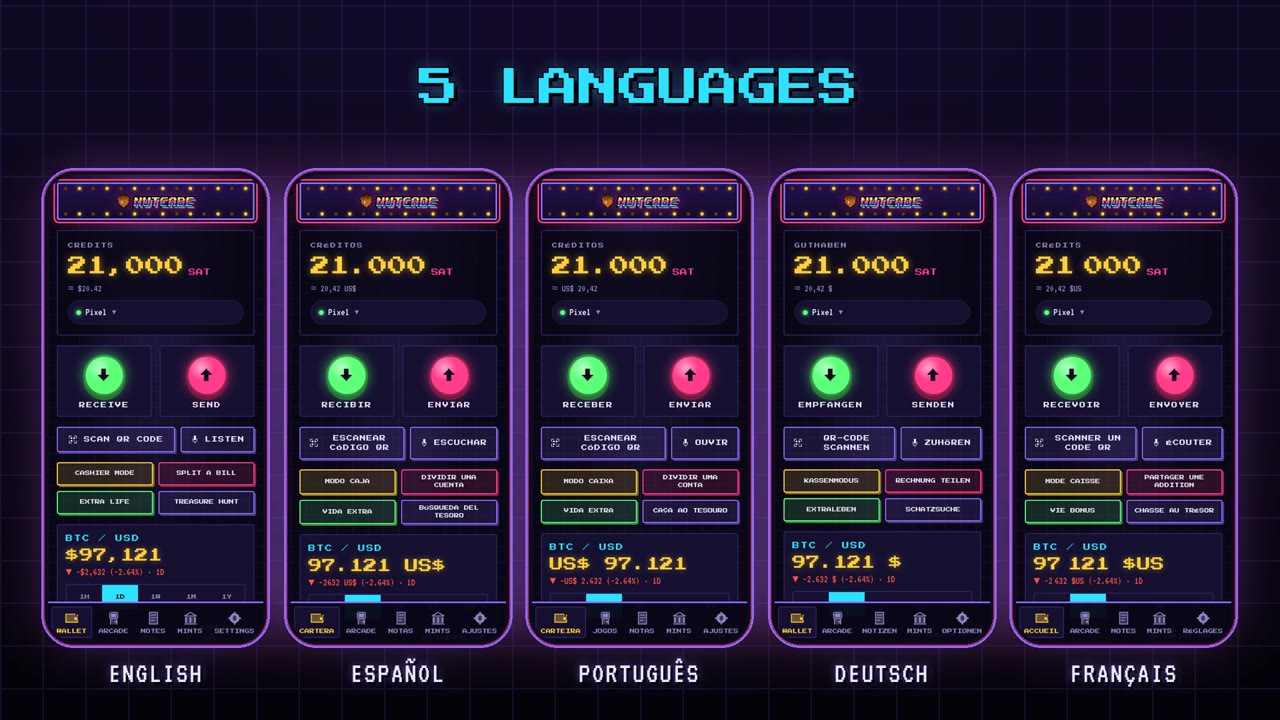 5 LANGUAGES
NUTCADE
CREDITS
21,000 SAT
≈ $20.42
Pixel ▼
RECEIVE
SEND
SCAN QR CODE
LISTEN
CASHIER MODE
SPLIT A BILL
EXTRA LIFE
TREASURE HUNT
BTC / USD
$97,121
▼ -$2,632 (-2.64%) · 1D
1H 1D 1W 1M 1Y
WALLET ARCADE NOTES MINTS SETTINGS
ENGLISH
NUTCADE
CRéDITOS
21.000 SAT
≈ 20,42 US$
Pixel ▼
RECIBIR
ENVIAR
ESCANEAR
CóDIGO QR
ESCUCHAR
MODO CAJA
DIVIDIR UNA
CUENTA
VIDA EXTRA
BúSQUEDA DEL
TESORO
BTC / USD
97.121 US$
▼ -2632 US$ (-2.64%) · 1D
CARTERA ARCADE NOTAS MINTS AJUSTES
ESPAÑOL
NUTCADE
CRéDITOS
21.000 SAT
≈ US$ 20,42
Pixel ▼
RECEBER
ENVIAR
ESCANEAR
CóDIGO QR
OUVIR
MODO CAIXA
DIVIDIR UMA
CONTA
VIDA EXTRA
CAÇA AO TESOURO
BTC / USD
US$ 97.121
▼ -US$ 2.632 (-2.64%) · 1D
CARTEIRA JOGOS NOTAS MINTS AJUSTES
PORTUGUÊS
NUTCADE
GUTHABEN
21.000 SAT
≈ 20,42 $
Pixel ▼
EMPFANGEN
SENDEN
QR-CODE
SCANNEN
ZUHöREN
KASSENMODUS
RECHNUNG TEILEN
EXTRALEBEN
SCHATZSUCHE
BTC / USD
97.121 $
▼ -2.632 $ (-2.64%) · 1D
WALLET ARCADE NOTIZEN MINTS OPTIONEN
DEUTSCH
NUTCADE
CRéDITS
21 000 SAT
≈ 20,42 $US
Pixel ▼
RECEVOIR
ENVOYER
SCANNER UN
CODE QR
éCOUTER
MODE CAISSE
PARTAGER UNE
ADDITION
VIE BONUS
CHASSE AU TRéSOR
BTC / USD
97 121 $US
▼ -2 632 $US (-2.64%) · 1D
ACCUEIL ARCADE NOTES MINTS RéGLAGES
FRANÇAIS